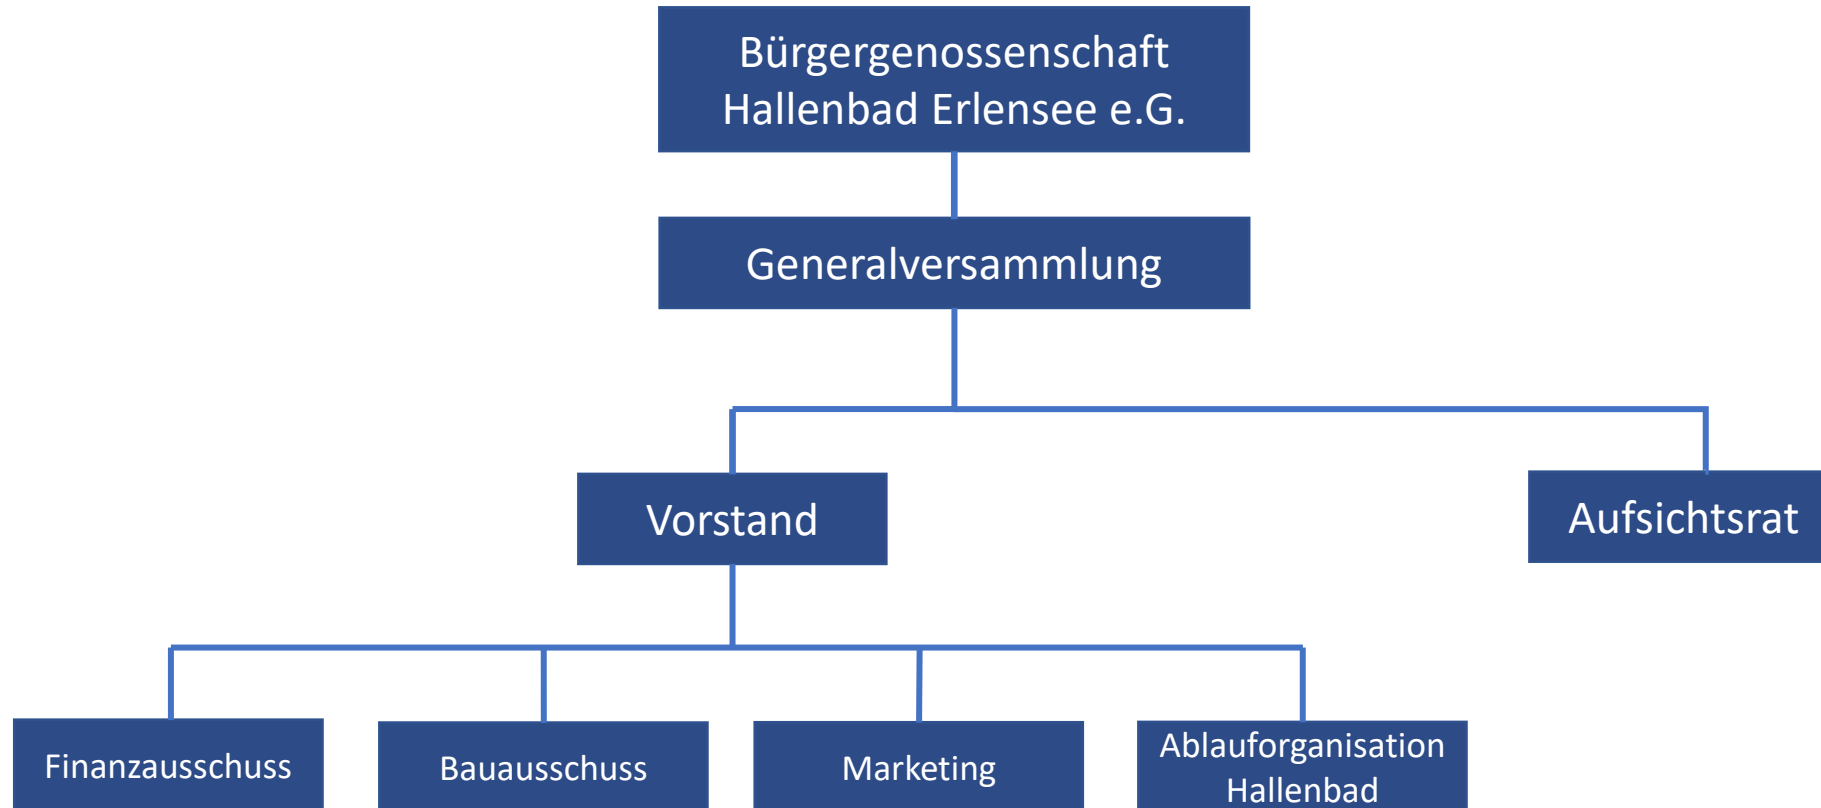 Bürgergenossenschaft
Hallenbad Erlensee e.G.
Generalversammlung
Vorstand
Aufsichtsrat
Finanzausschuss
Bauausschuss
Marketing
Ablauforganisation
Hallenbad